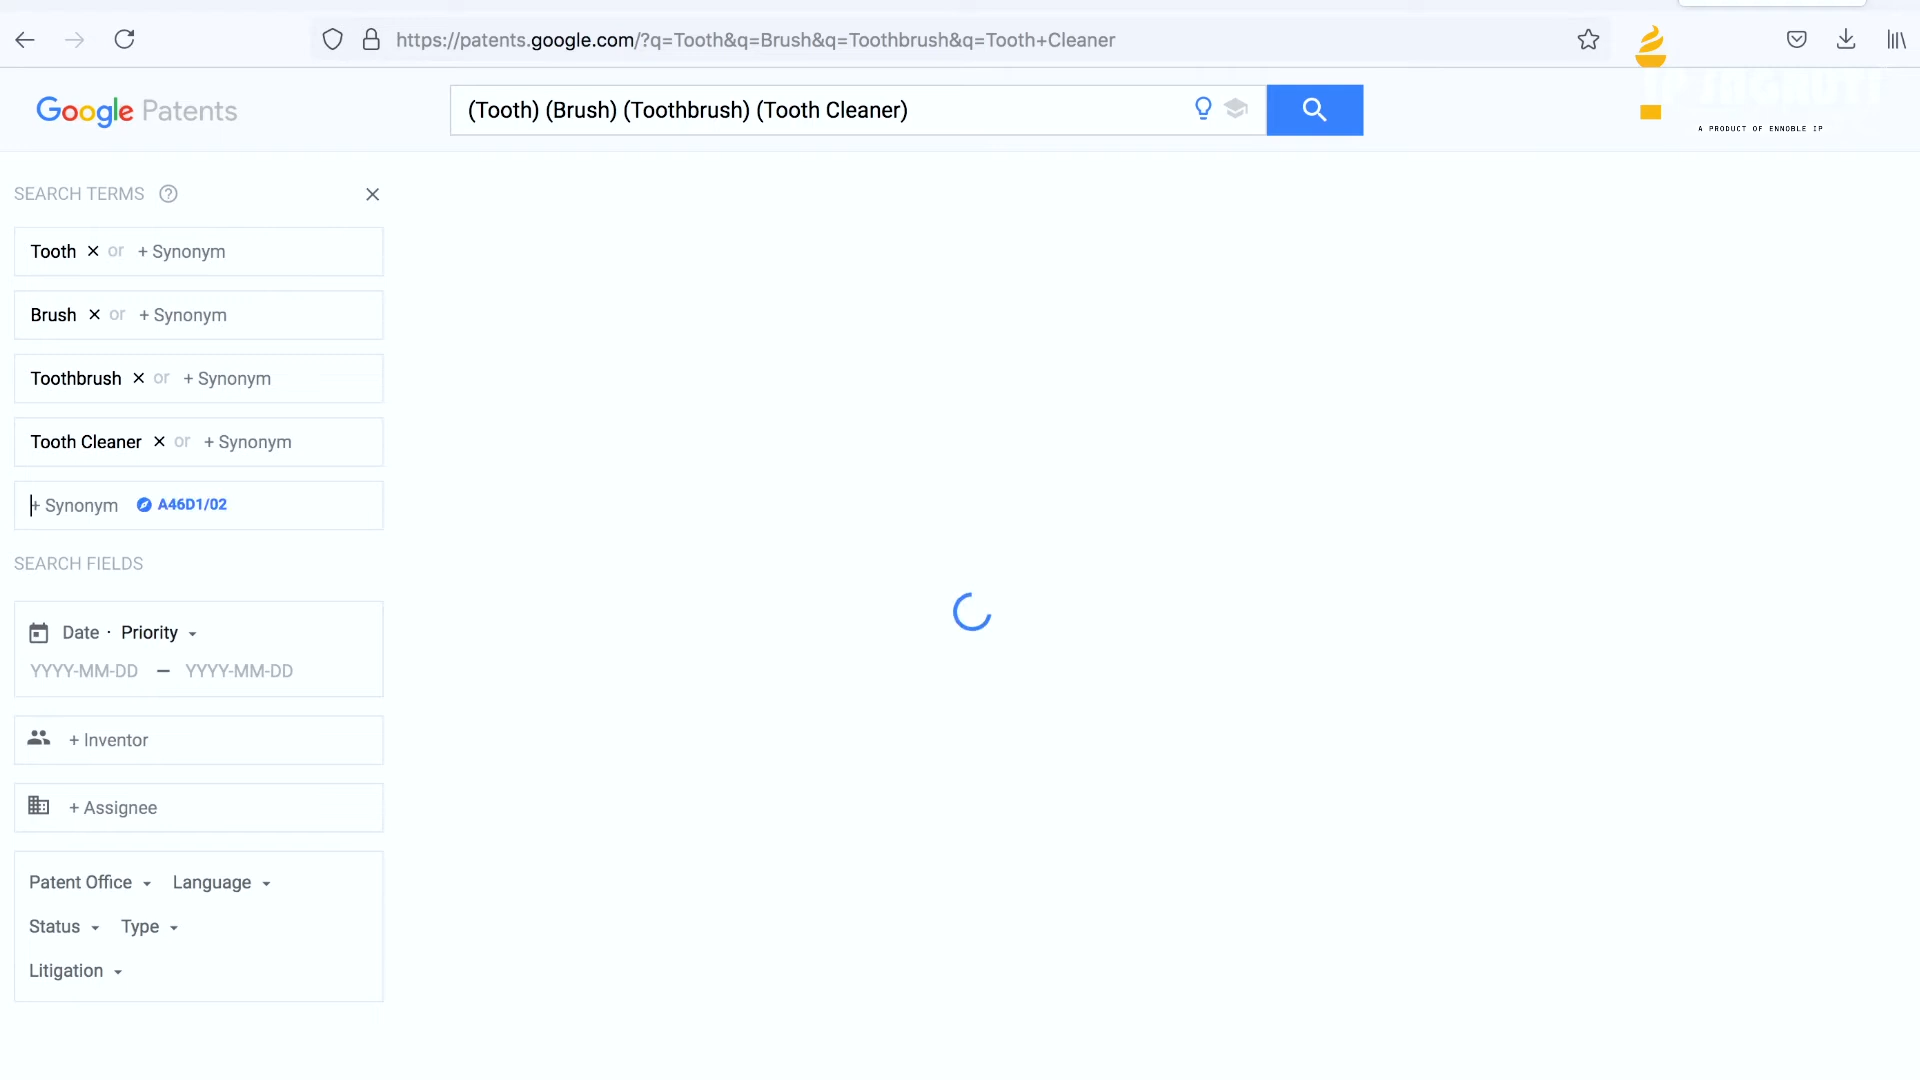 https://patents.google.com/?q=Tooth&q=Brush&q=Toothbrush&q=Tooth+Cleaner
Google Patents
(Tooth) (Brush) (Toothbrush) (Tooth Cleaner)
A PRODUCT OF ENNOBLE IP
SEARCH TERMS
Tooth × or + Synonym
Brush × or + Synonym
Toothbrush × or + Synonym
Tooth Cleaner × or + Synonym
+ Synonym A46D1/02
SEARCH FIELDS
Date · Priority
YYYY-MM-DD — YYYY-MM-DD
+ Inventor
+ Assignee
Patent Office Language
Status Type
Litigation